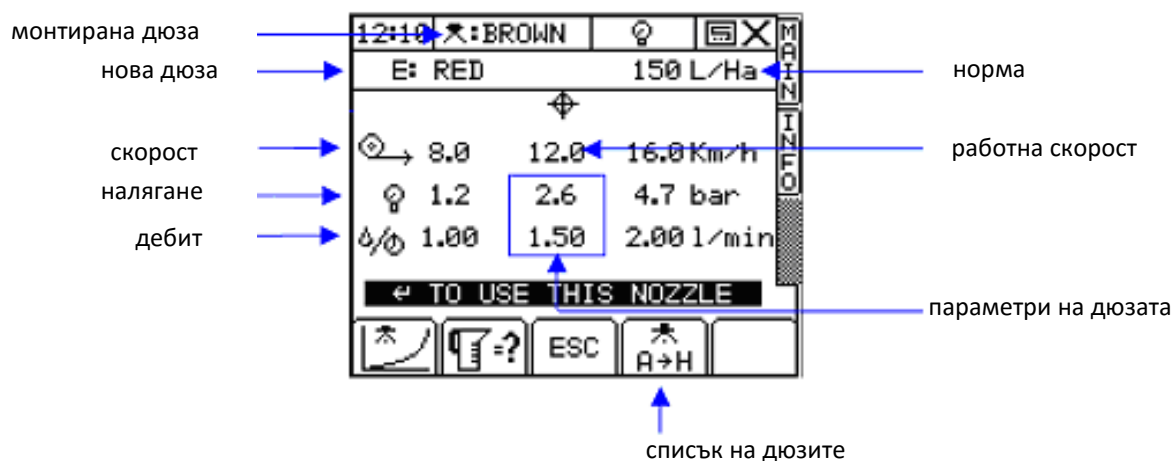 монтирана дюза
12:10 :BROWN
нова дюза
E: RED 150 L/Ha
норма
MAIN
INFO
скорост
8.0 12.0 16.0 Km/h
работна скорост
налягане
1.2 2.6 4.7 bar
дебит
1.00 1.50 2.00 l/min
↵ TO USE THIS NOZZLE
параметри на дюзата
=? ESC A→H
списък на дюзите